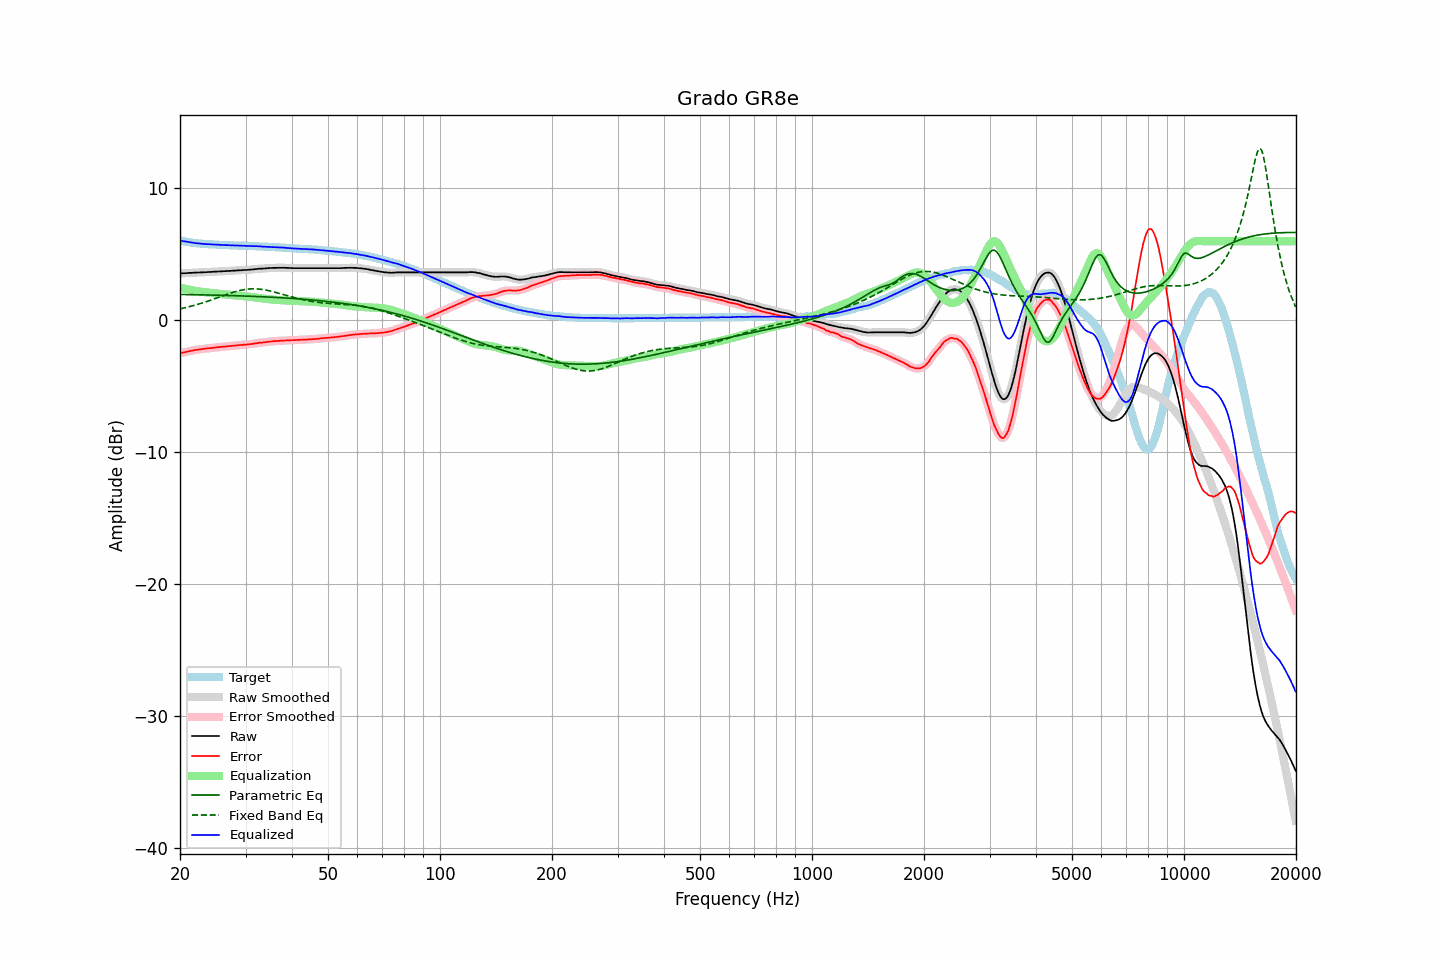 Grado GR8e
Amplitude (dBr)
10
0
−10
−20
−30
−40
Target
Raw Smoothed
Error Smoothed
Raw
Error
Equalization
Parametric Eq
Fixed Band Eq
Equalized
20 50 100 200 500 1000 2000 5000 10000 20000
Frequency (Hz)